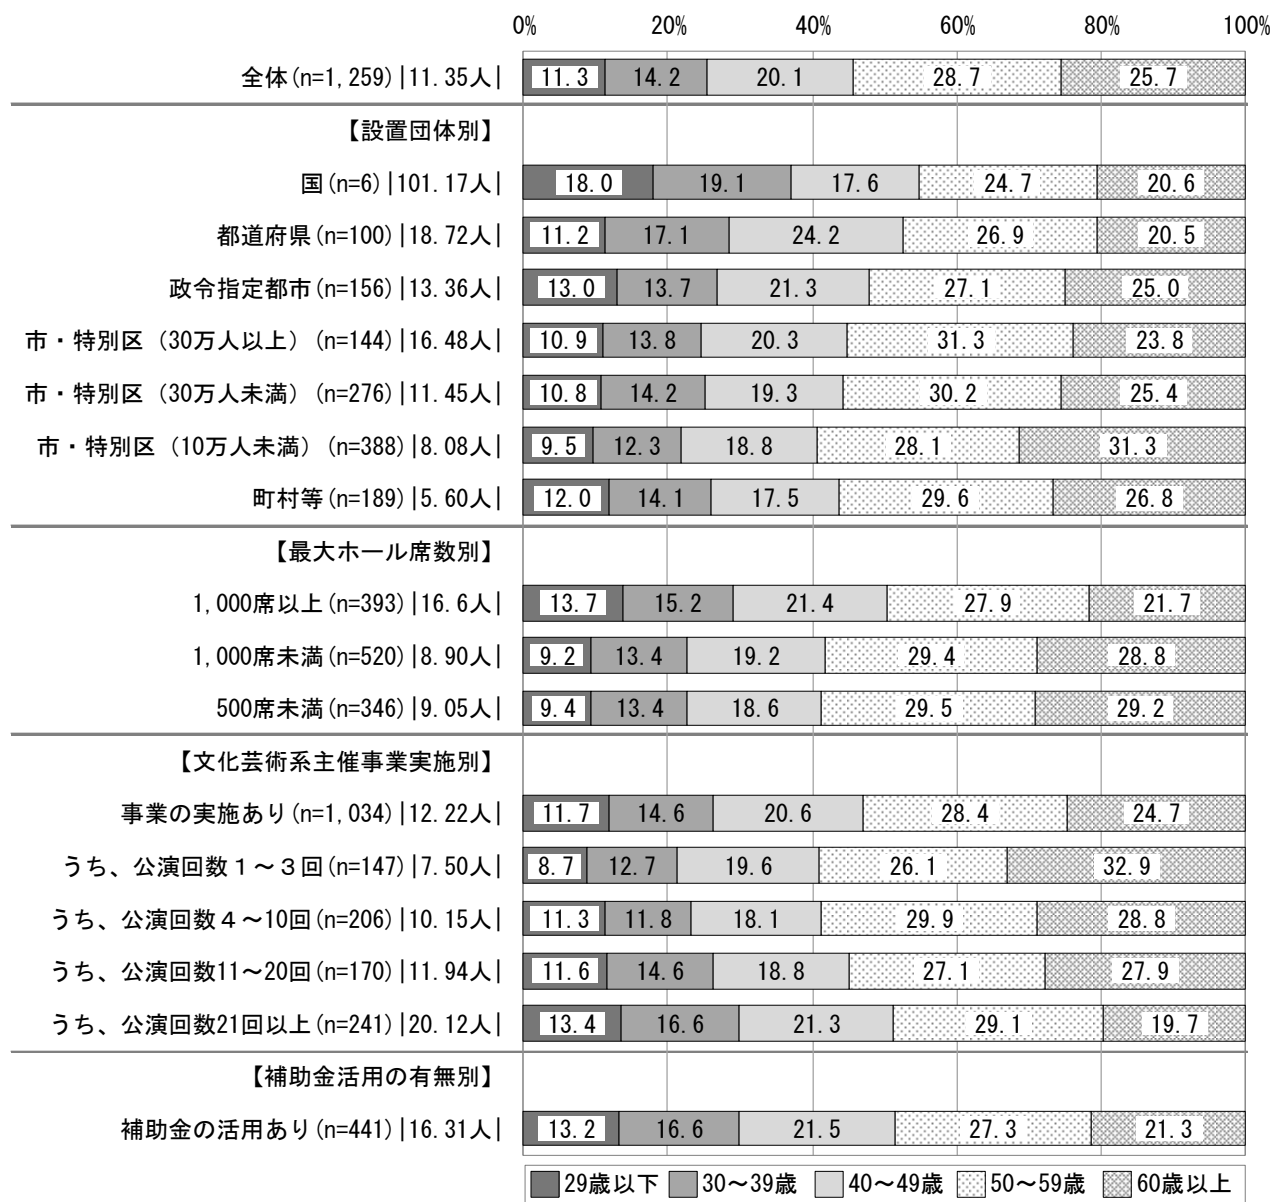 0% 20% 40% 60% 80% 100%
全体(n=1,259)|11.35人| 11.3 14.2 20.1 28.7 25.7
【設置団体別】
国(n=6)|101.17人| 18.0 19.1 17.6 24.7 20.6
都道府県(n=100)|18.72人| 11.2 17.1 24.2 26.9 20.5
政令指定都市(n=156)|13.36人| 13.0 13.7 21.3 27.1 25.0
市・特別区（30万人以上）(n=144)|16.48人| 10.9 13.8 20.3 31.3 23.8
市・特別区（30万人未満）(n=276)|11.45人| 10.8 14.2 19.3 30.2 25.4
市・特別区（10万人未満）(n=388)|8.08人| 9.5 12.3 18.8 28.1 31.3
町村等(n=189)|5.60人| 12.0 14.1 17.5 29.6 26.8
【最大ホール席数別】
1,000席以上(n=393)|16.6人| 13.7 15.2 21.4 27.9 21.7
1,000席未満(n=520)|8.90人| 9.2 13.4 19.2 29.4 28.8
500席未満(n=346)|9.05人| 9.4 13.4 18.6 29.5 29.2
【文化芸術系主催事業実施別】
事業の実施あり(n=1,034)|12.22人| 11.7 14.6 20.6 28.4 24.7
うち、公演回数１～３回(n=147)|7.50人| 8.7 12.7 19.6 26.1 32.9
うち、公演回数４～10回(n=206)|10.15人| 11.3 11.8 18.1 29.9 28.8
うち、公演回数11～20回(n=170)|11.94人| 11.6 14.6 18.8 27.1 27.9
うち、公演回数21回以上(n=241)|20.12人| 13.4 16.6 21.3 29.1 19.7
【補助金活用の有無別】
補助金の活用あり(n=441)|16.31人| 13.2 16.6 21.5 27.3 21.3
29歳以下 30～39歳 40～49歳 50～59歳 60歳以上